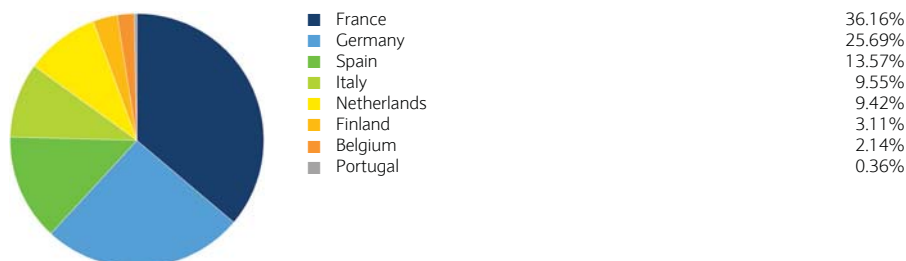 France 36.16%
Germany 25.69%
Spain 13.57%
Italy 9.55%
Netherlands 9.42%
Finland 3.11%
Belgium 2.14%
Portugal 0.36%